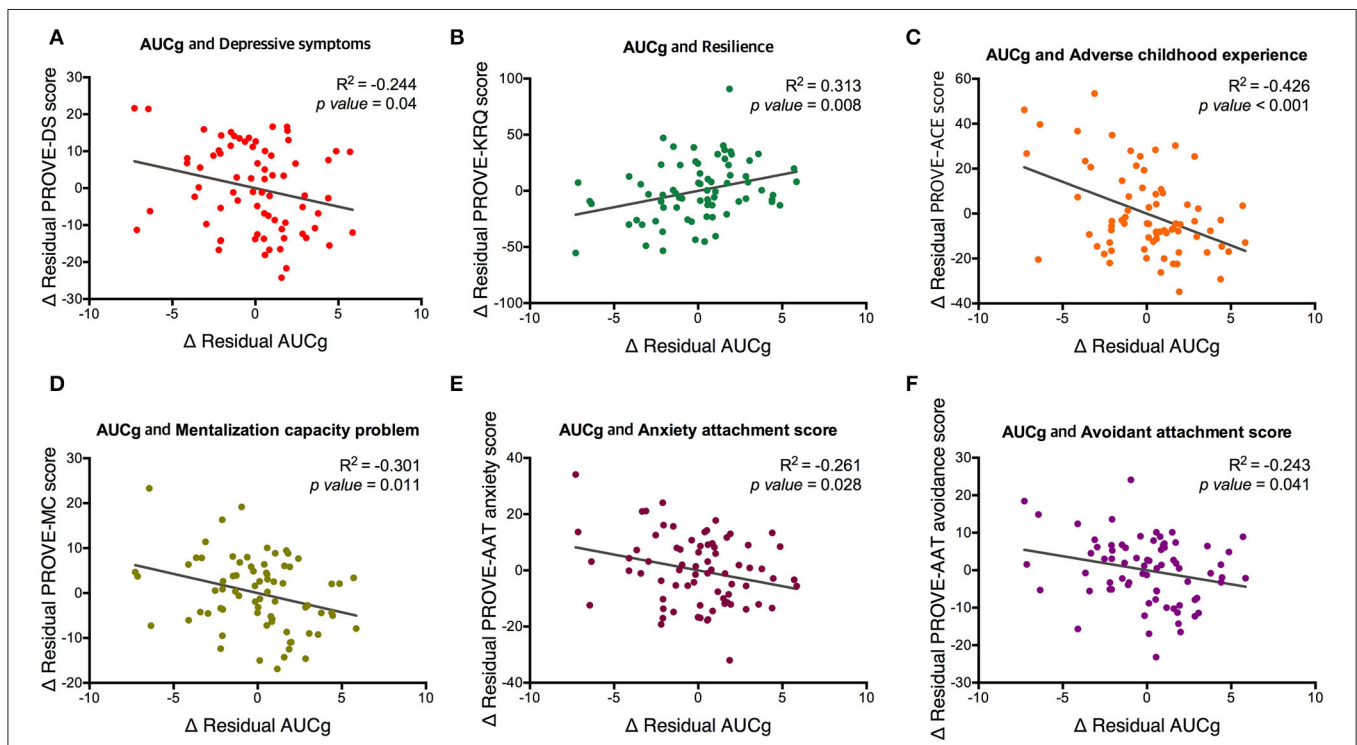 A
AUCg and Depressive symptoms
R² = -0.244
p value = 0.04
Δ Residual PROVE-DS score
30
20
10
0
-10
-20
-30
-10
-5
0
5
10
Δ Residual AUCg
B
AUCg and Resilience
R² = 0.313
p value = 0.008
Δ Residual PROVE-KRQ score
100
50
0
-50
-100
-10
-5
0
5
10
Δ Residual AUCg
C
AUCg and Adverse childhood experience
R² = -0.426
p value < 0.001
Δ Residual PROVE-ACE score
60
40
20
0
-20
-40
-10
-5
0
5
10
Δ Residual AUCg
D
AUCg and Mentalization capacity problem
R² = -0.301
p value = 0.011
Δ Residual PROVE-MC score
30
20
10
0
-10
-20
-10
-5
0
5
10
Δ Residual AUCg
E
AUCg and Anxiety attachment score
R² = -0.261
p value = 0.028
Δ Residual PROVE-AAT anxiety score
40
20
0
-20
-40
-10
-5
0
5
10
Δ Residual AUCg
F
AUCg and Avoidant attachment score
R² = -0.243
p value = 0.041
Δ Residual PROVE-AAT avoidance score
30
20
10
0
-10
-20
-30
-10
-5
0
5
10
Δ Residual AUCg